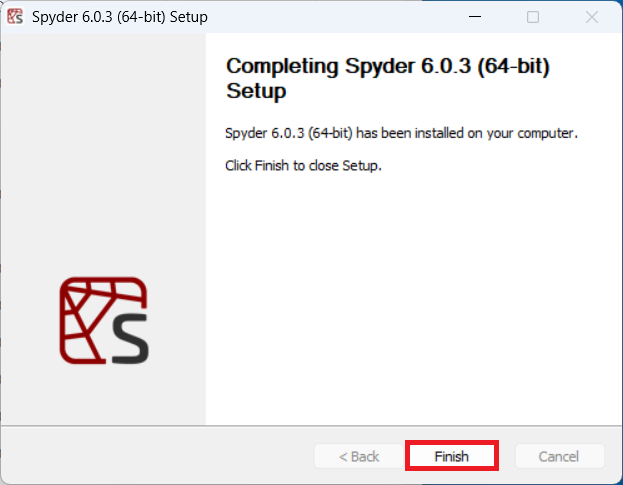 Spyder 6.0.3 (64-bit) Setup
Completing Spyder 6.0.3 (64-bit)
Setup
Spyder 6.0.3 (64-bit) has been installed on your computer.
Click Finish to close Setup.
S
< Back
Finish
Cancel